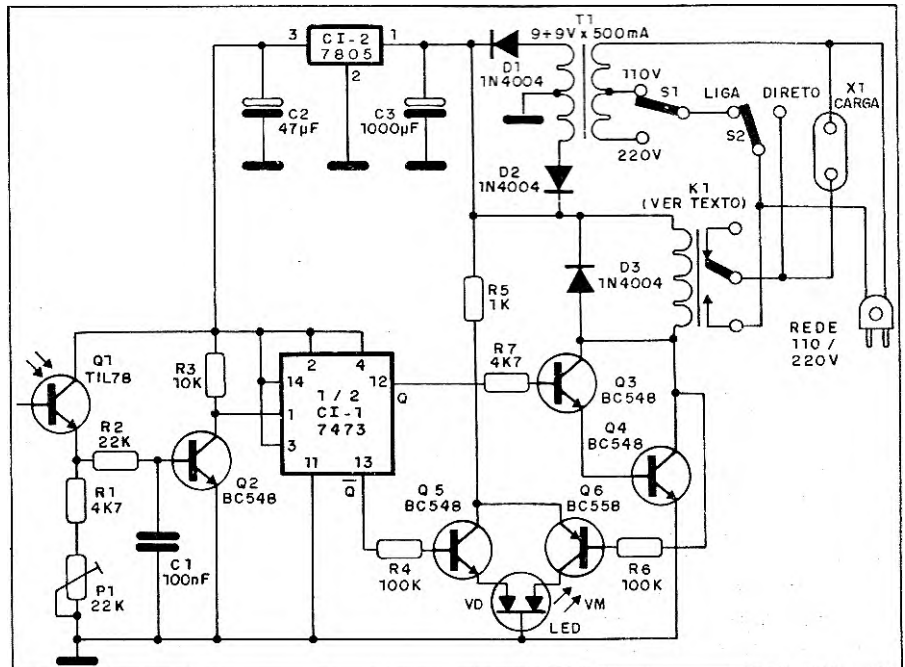 T1
9+9V x 500mA
3
CI-2
7805
1
2
C2
47µF
C3
1000µF
D1
1N4004
110V
S1
LIGA
DIRETO
X1
CARGA
S2
220V
D2
1N4004
K1
(VER TEXTO)
D3
1N4004
R5
1K
REDE
110 /
220V
Q1
TIL78
R3
10K
2
4
14
1
3
1/2
CI-1
7473
12
Q
11
13
Q̅
R7
4K7
Q3
BC548
Q4
BC548
R2
22K
Q2
BC548
R1
4K7
C1
100nF
P1
22K
Q5
BC548
Q6
BC558
R4
100K
R6
100K
VD
VM
LED